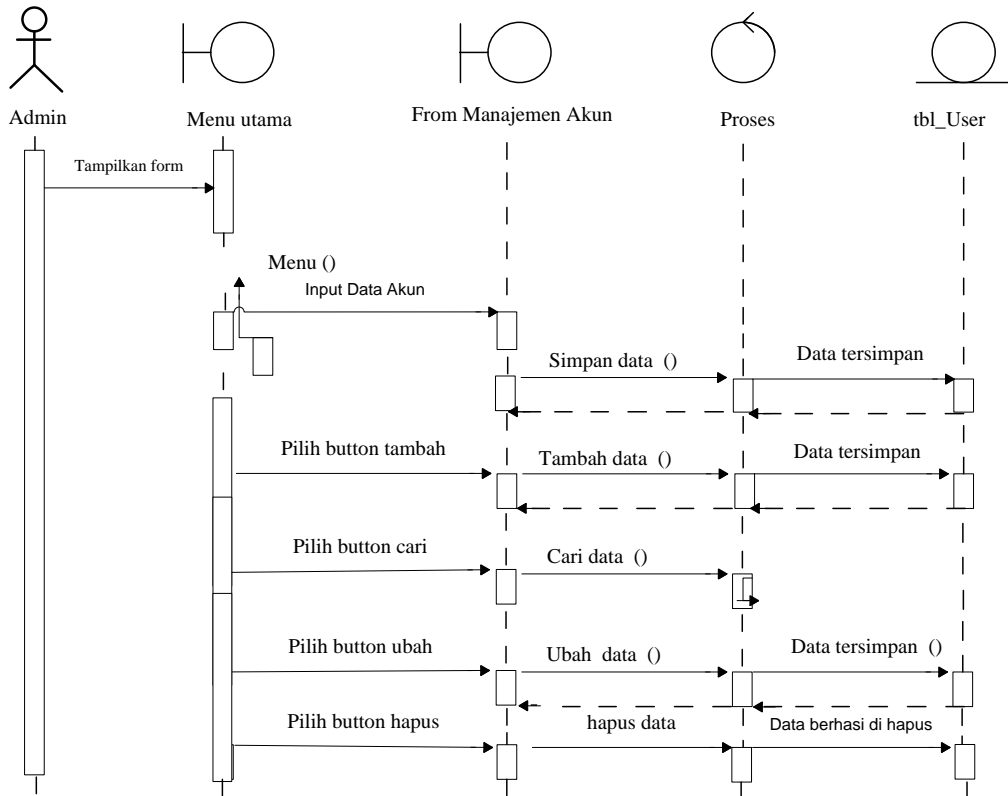 Admin
Menu utama
From Manajemen Akun
Proses
tbl_User
Tampilkan form
Menu ()
Input Data Akun
Simpan data ()
Data tersimpan
Pilih button tambah
Tambah data ()
Data tersimpan
Pilih button cari
Cari data ()
Pilih button ubah
Ubah data ()
Data tersimpan ()
Pilih button hapus
hapus data
Data berhasi di hapus